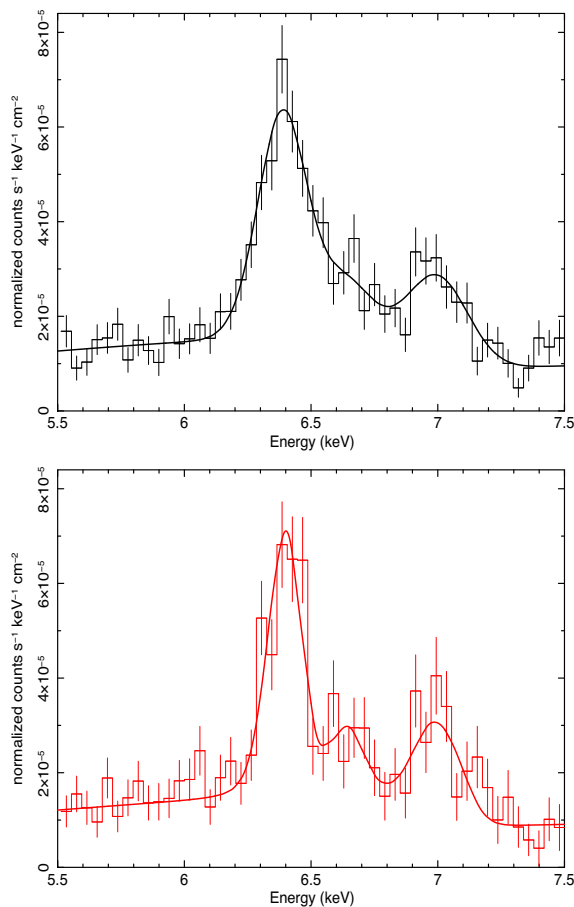 8×10⁻⁵
6×10⁻⁵
4×10⁻⁵
2×10⁻⁵
0
normalized counts s⁻¹ keV⁻¹ cm⁻²
5.5 6 6.5 7 7.5
Energy (keV)
8×10⁻⁵
6×10⁻⁵
4×10⁻⁵
2×10⁻⁵
0
normalized counts s⁻¹ keV⁻¹ cm⁻²
5.5 6 6.5 7 7.5
Energy (keV)